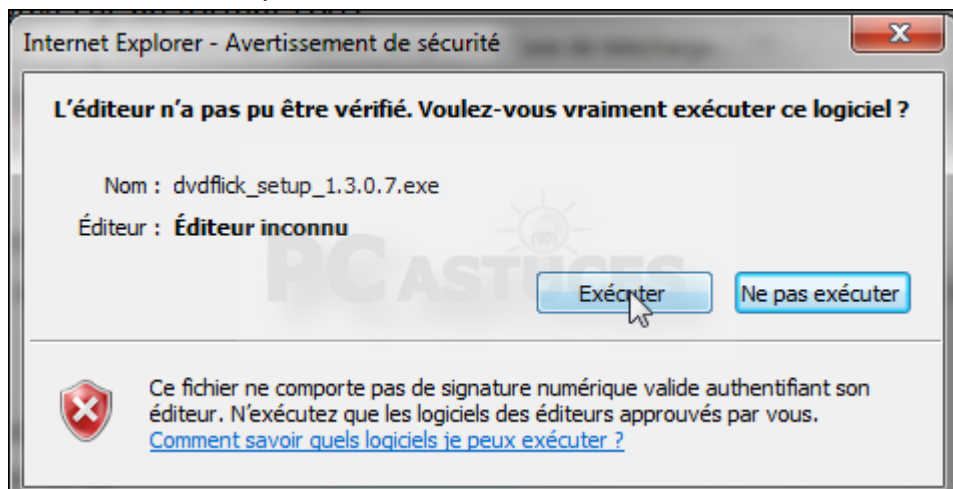 Internet Explorer - Avertissement de sécurité
L'éditeur n'a pas pu être vérifié. Voulez-vous vraiment exécuter ce logiciel ?
Nom : dvdflick_setup_1.3.0.7.exe
Éditeur : Éditeur inconnu
PC ASTUCES
Exécuter Ne pas exécuter
Ce fichier ne comporte pas de signature numérique valide authentifiant son
éditeur. N'exécutez que les logiciels des éditeurs approuvés par vous.
Comment savoir quels logiciels je peux exécuter ?